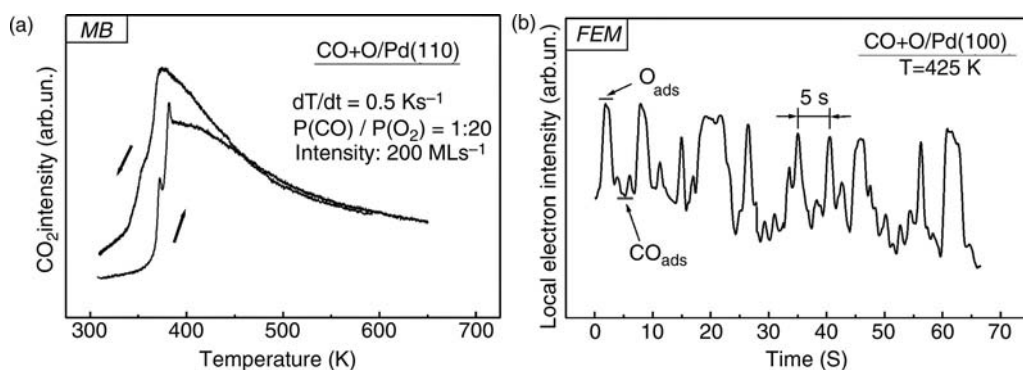 (a)
MB
CO+O/Pd(110)
dT/dt = 0.5 Ks⁻¹
P(CO) / P(O₂) = 1:20
Intensity: 200 MLs⁻¹
CO₂intensity (arb.un.)
300 400 500 600 700
Temperature (K)
(b)
FEM
CO+O/Pd(100)
T=425 K
Oads
5 s
COads
Local electron intensity (arb.un.)
0 10 20 30 40 50 60 70
Time (S)